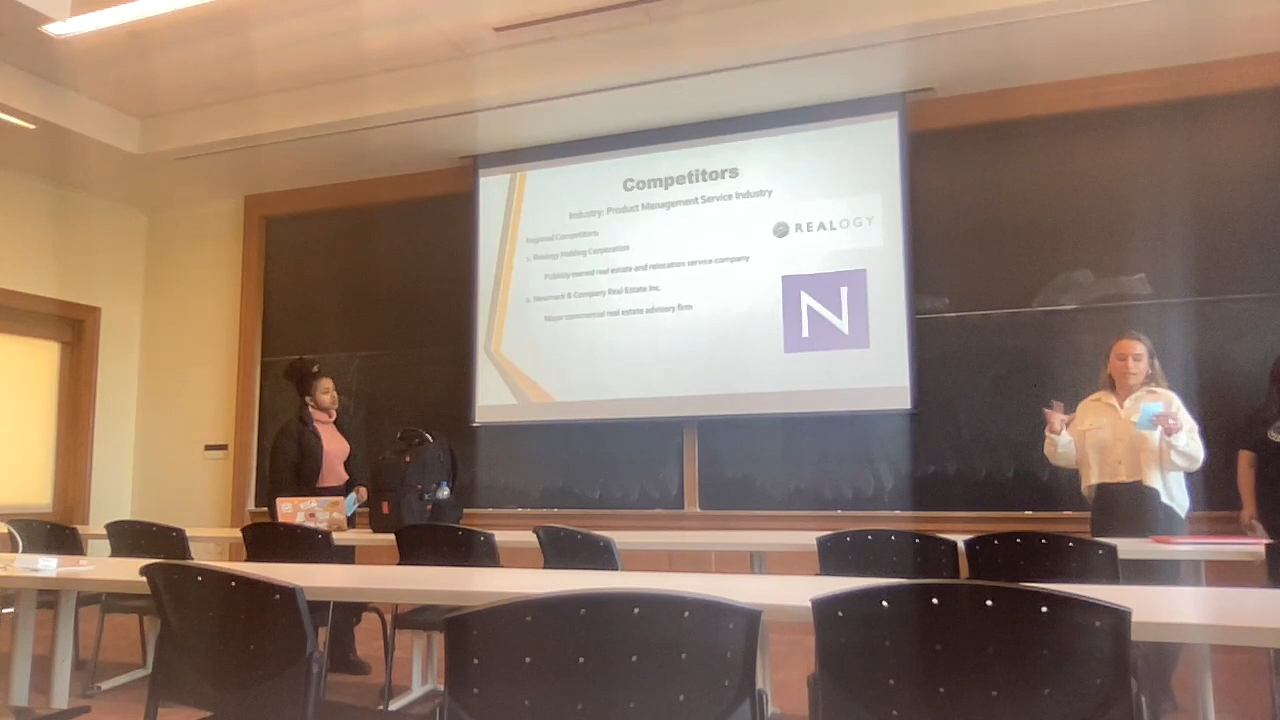 Competitors
Industry: Product Management Service Industry
Regional Competitors
1. Realogy Holding Corporation
Publicly-owned real estate and relocation service company
2. Newmark & Company Real Estate Inc.
Major commercial real estate advisory firm
REALOGY
N